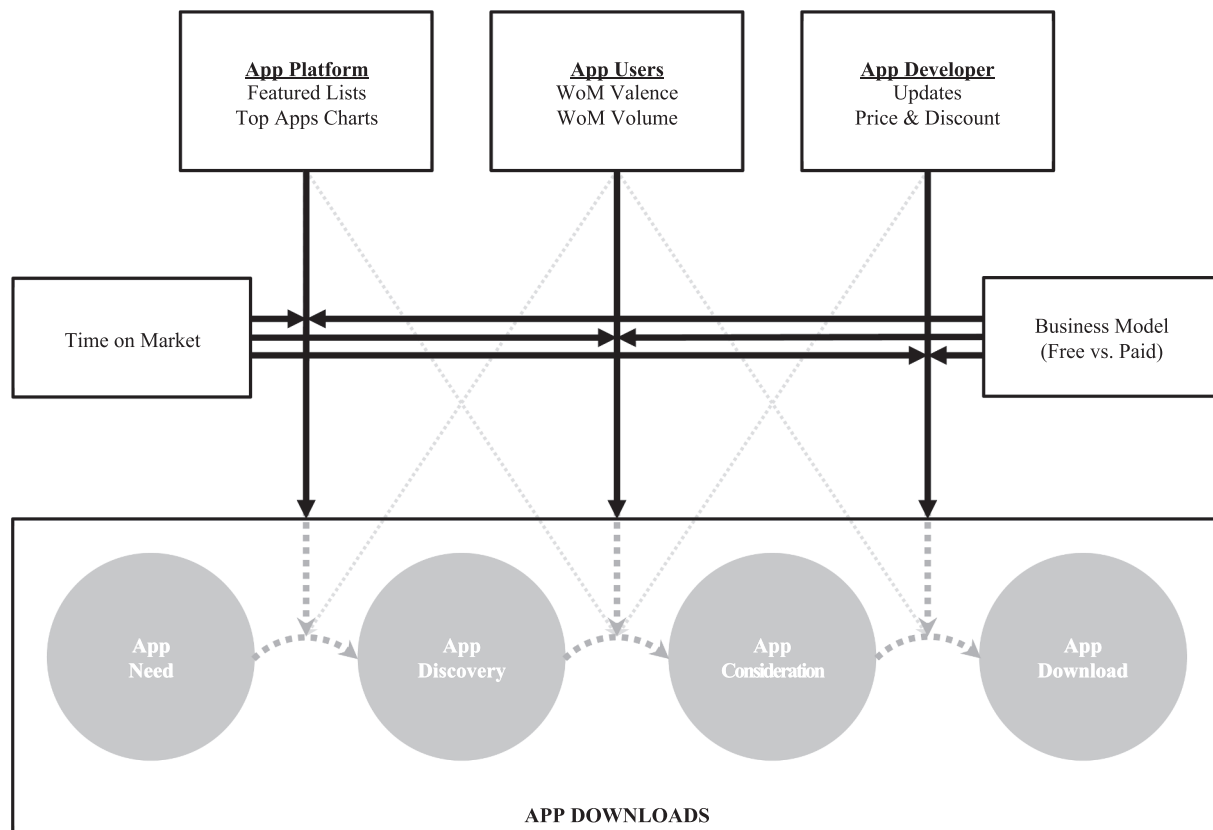 App Platform
Featured Lists
Top Apps Charts
App Users
WoM Valence
WoM Volume
App Developer
Updates
Price & Discount
Time on Market
Business Model
(Free vs. Paid)
App
Need
App
Discovery
App
Consideration
App
Download
APP DOWNLOADS